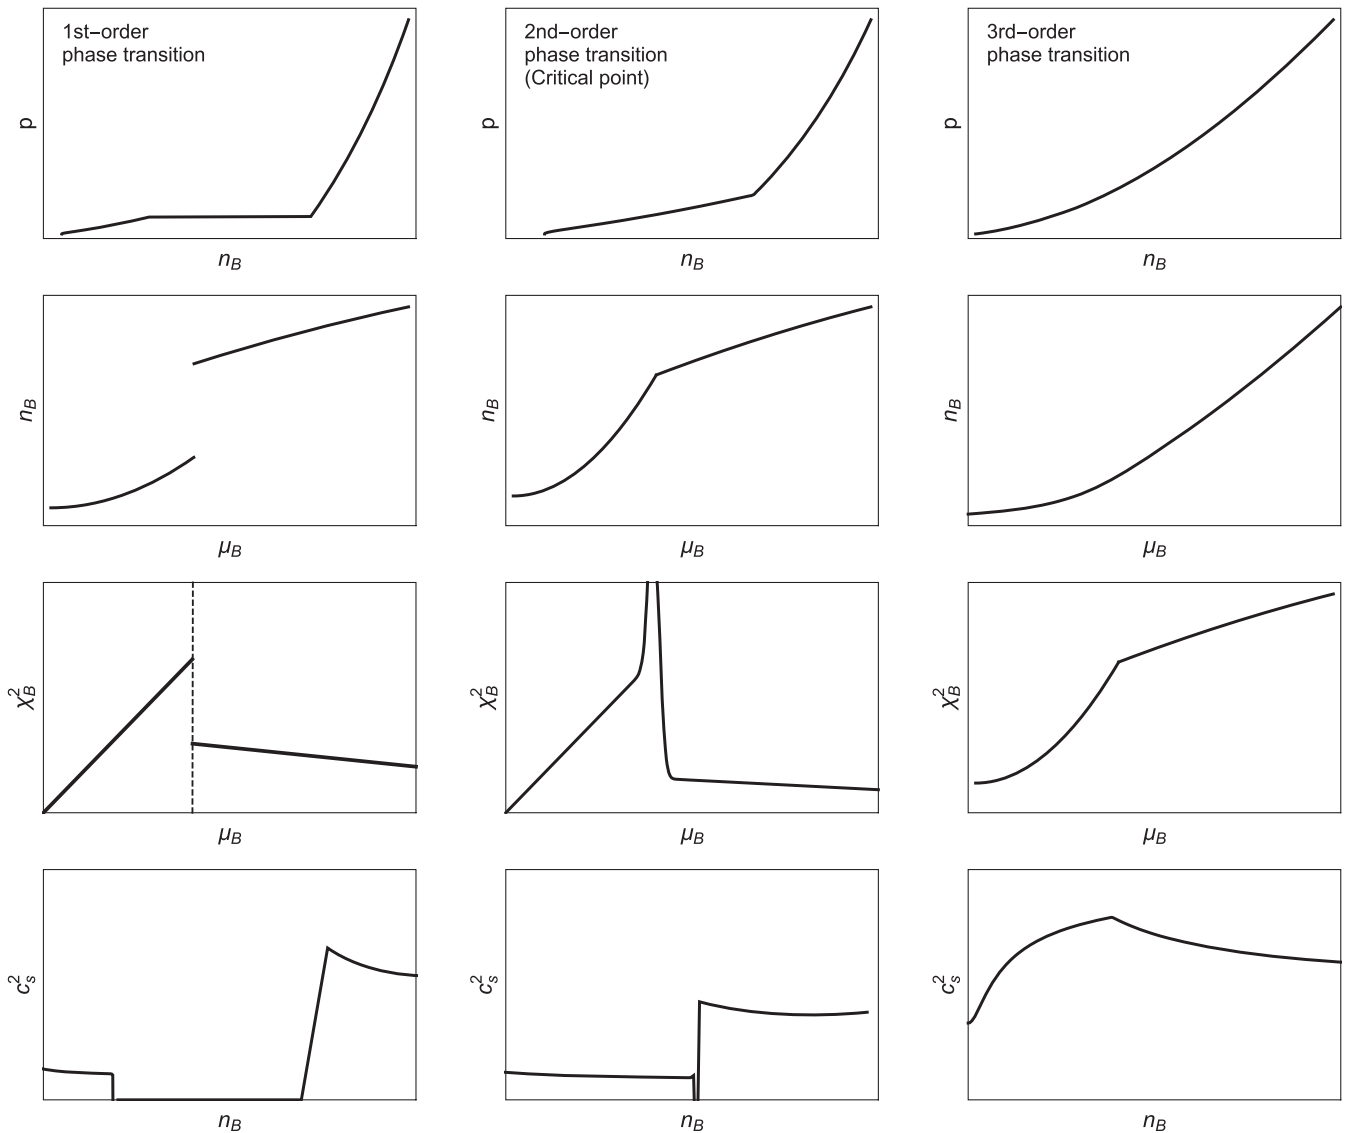 1st–order
phase transition
p
n_B
2nd–order
phase transition
(Critical point)
p
n_B
3rd–order
phase transition
p
n_B
n_B
μ_B
n_B
μ_B
n_B
μ_B
χ_B^2
μ_B
χ_B^2
μ_B
χ_B^2
μ_B
c_s^2
n_B
c_s^2
n_B
c_s^2
n_B